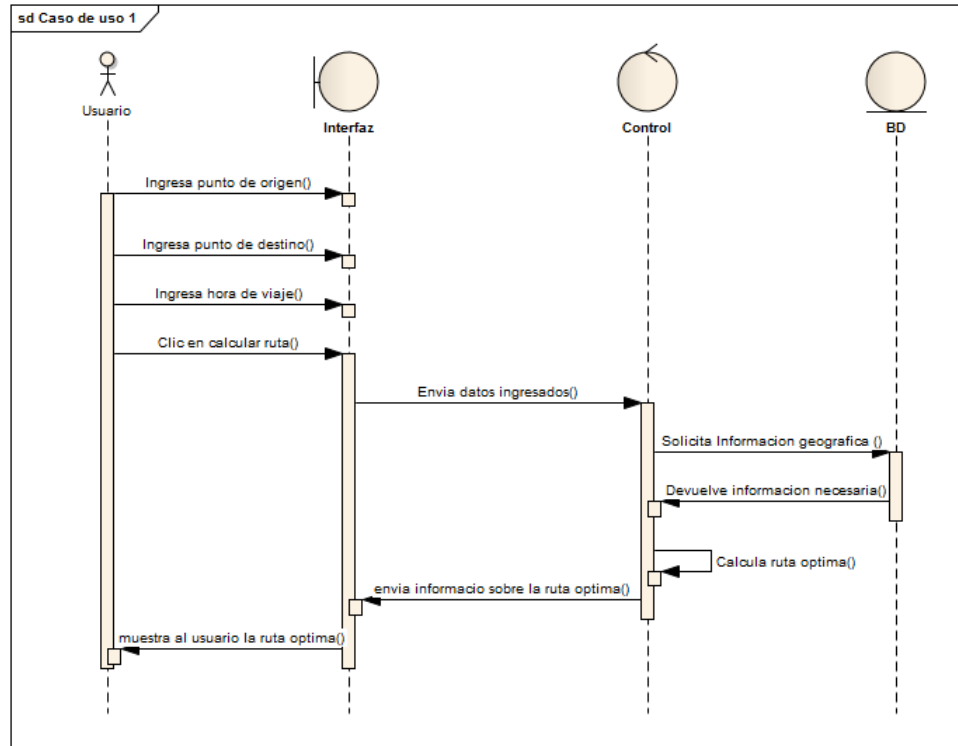 sd Caso de uso 1
Usuario
Interfaz
Control
BD
Ingresa punto de origen()
Ingresa punto de destino()
Ingresa hora de viaje()
Clic en calcular ruta()
Envia datos ingresados()
Solicita Informacion geografica ()
Devuelve informacion necesaria()
Calcula ruta optima()
envia informacio sobre la ruta optima()
muestra al usuario la ruta optima()